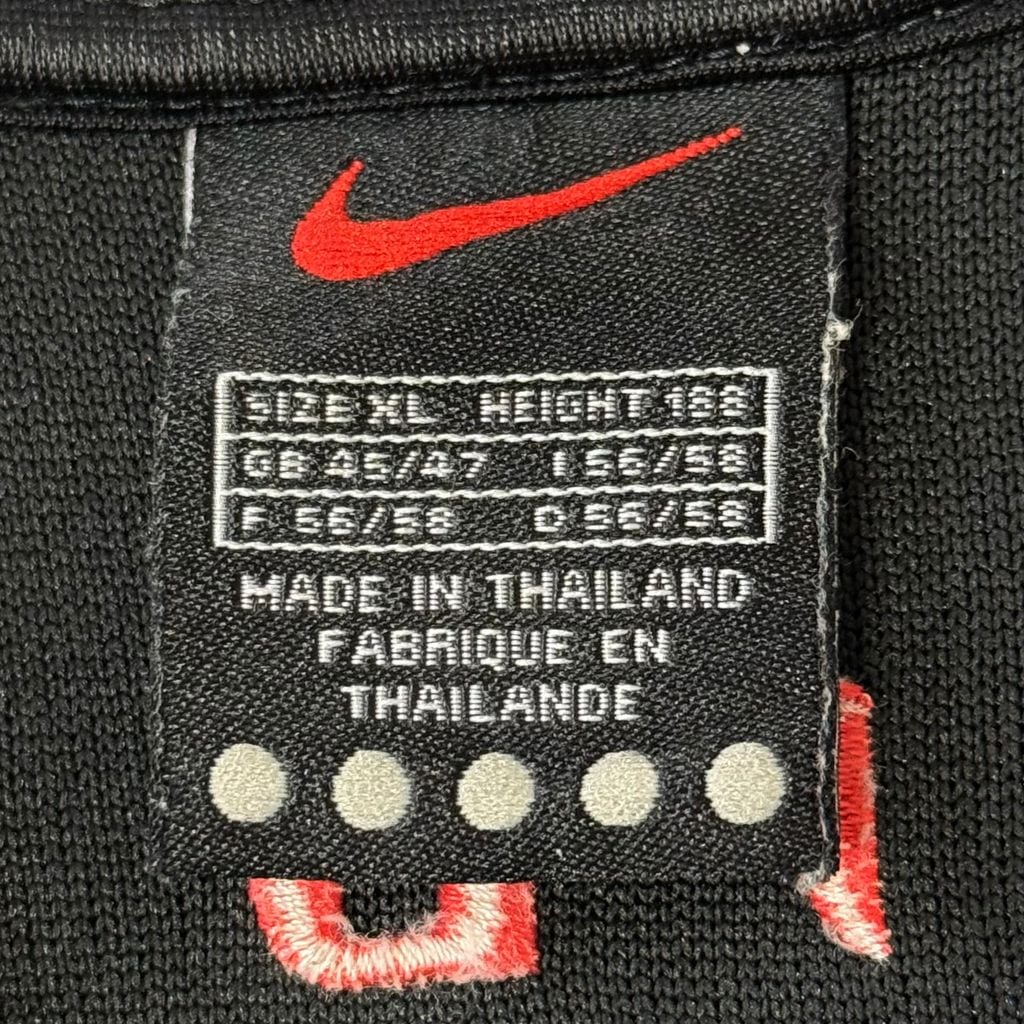 SIZE XL HEIGHT 188
GB 45/47 I 56/58
F 56/58 D 56/58
MADE IN THAILAND
FABRIQUE EN
THAILANDE